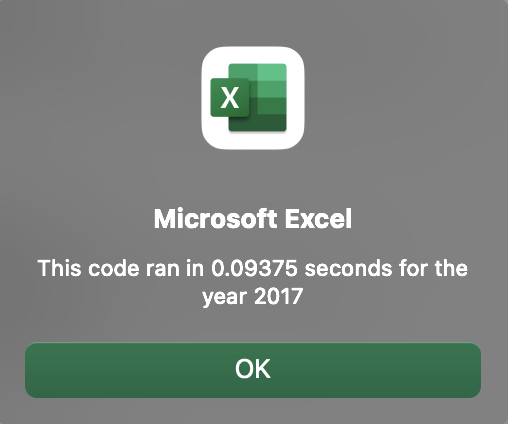 X
Microsoft Excel
This code ran in 0.09375 seconds for the
year 2017
OK